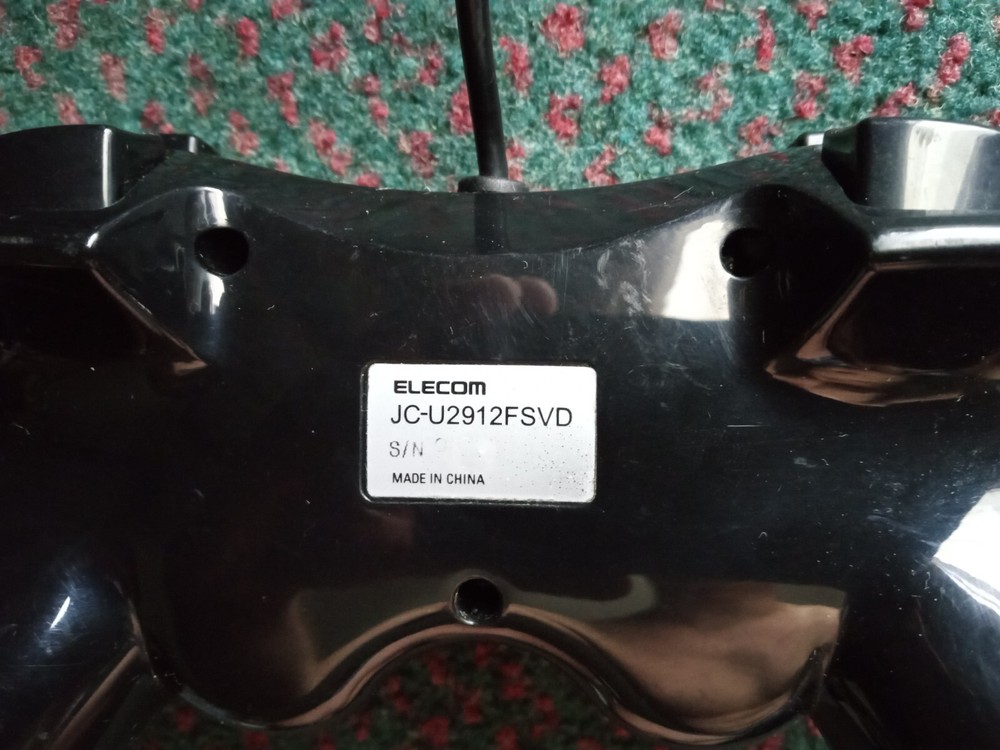 ELECOM
JC-U2912FSVD
S/N
MADE IN CHINA